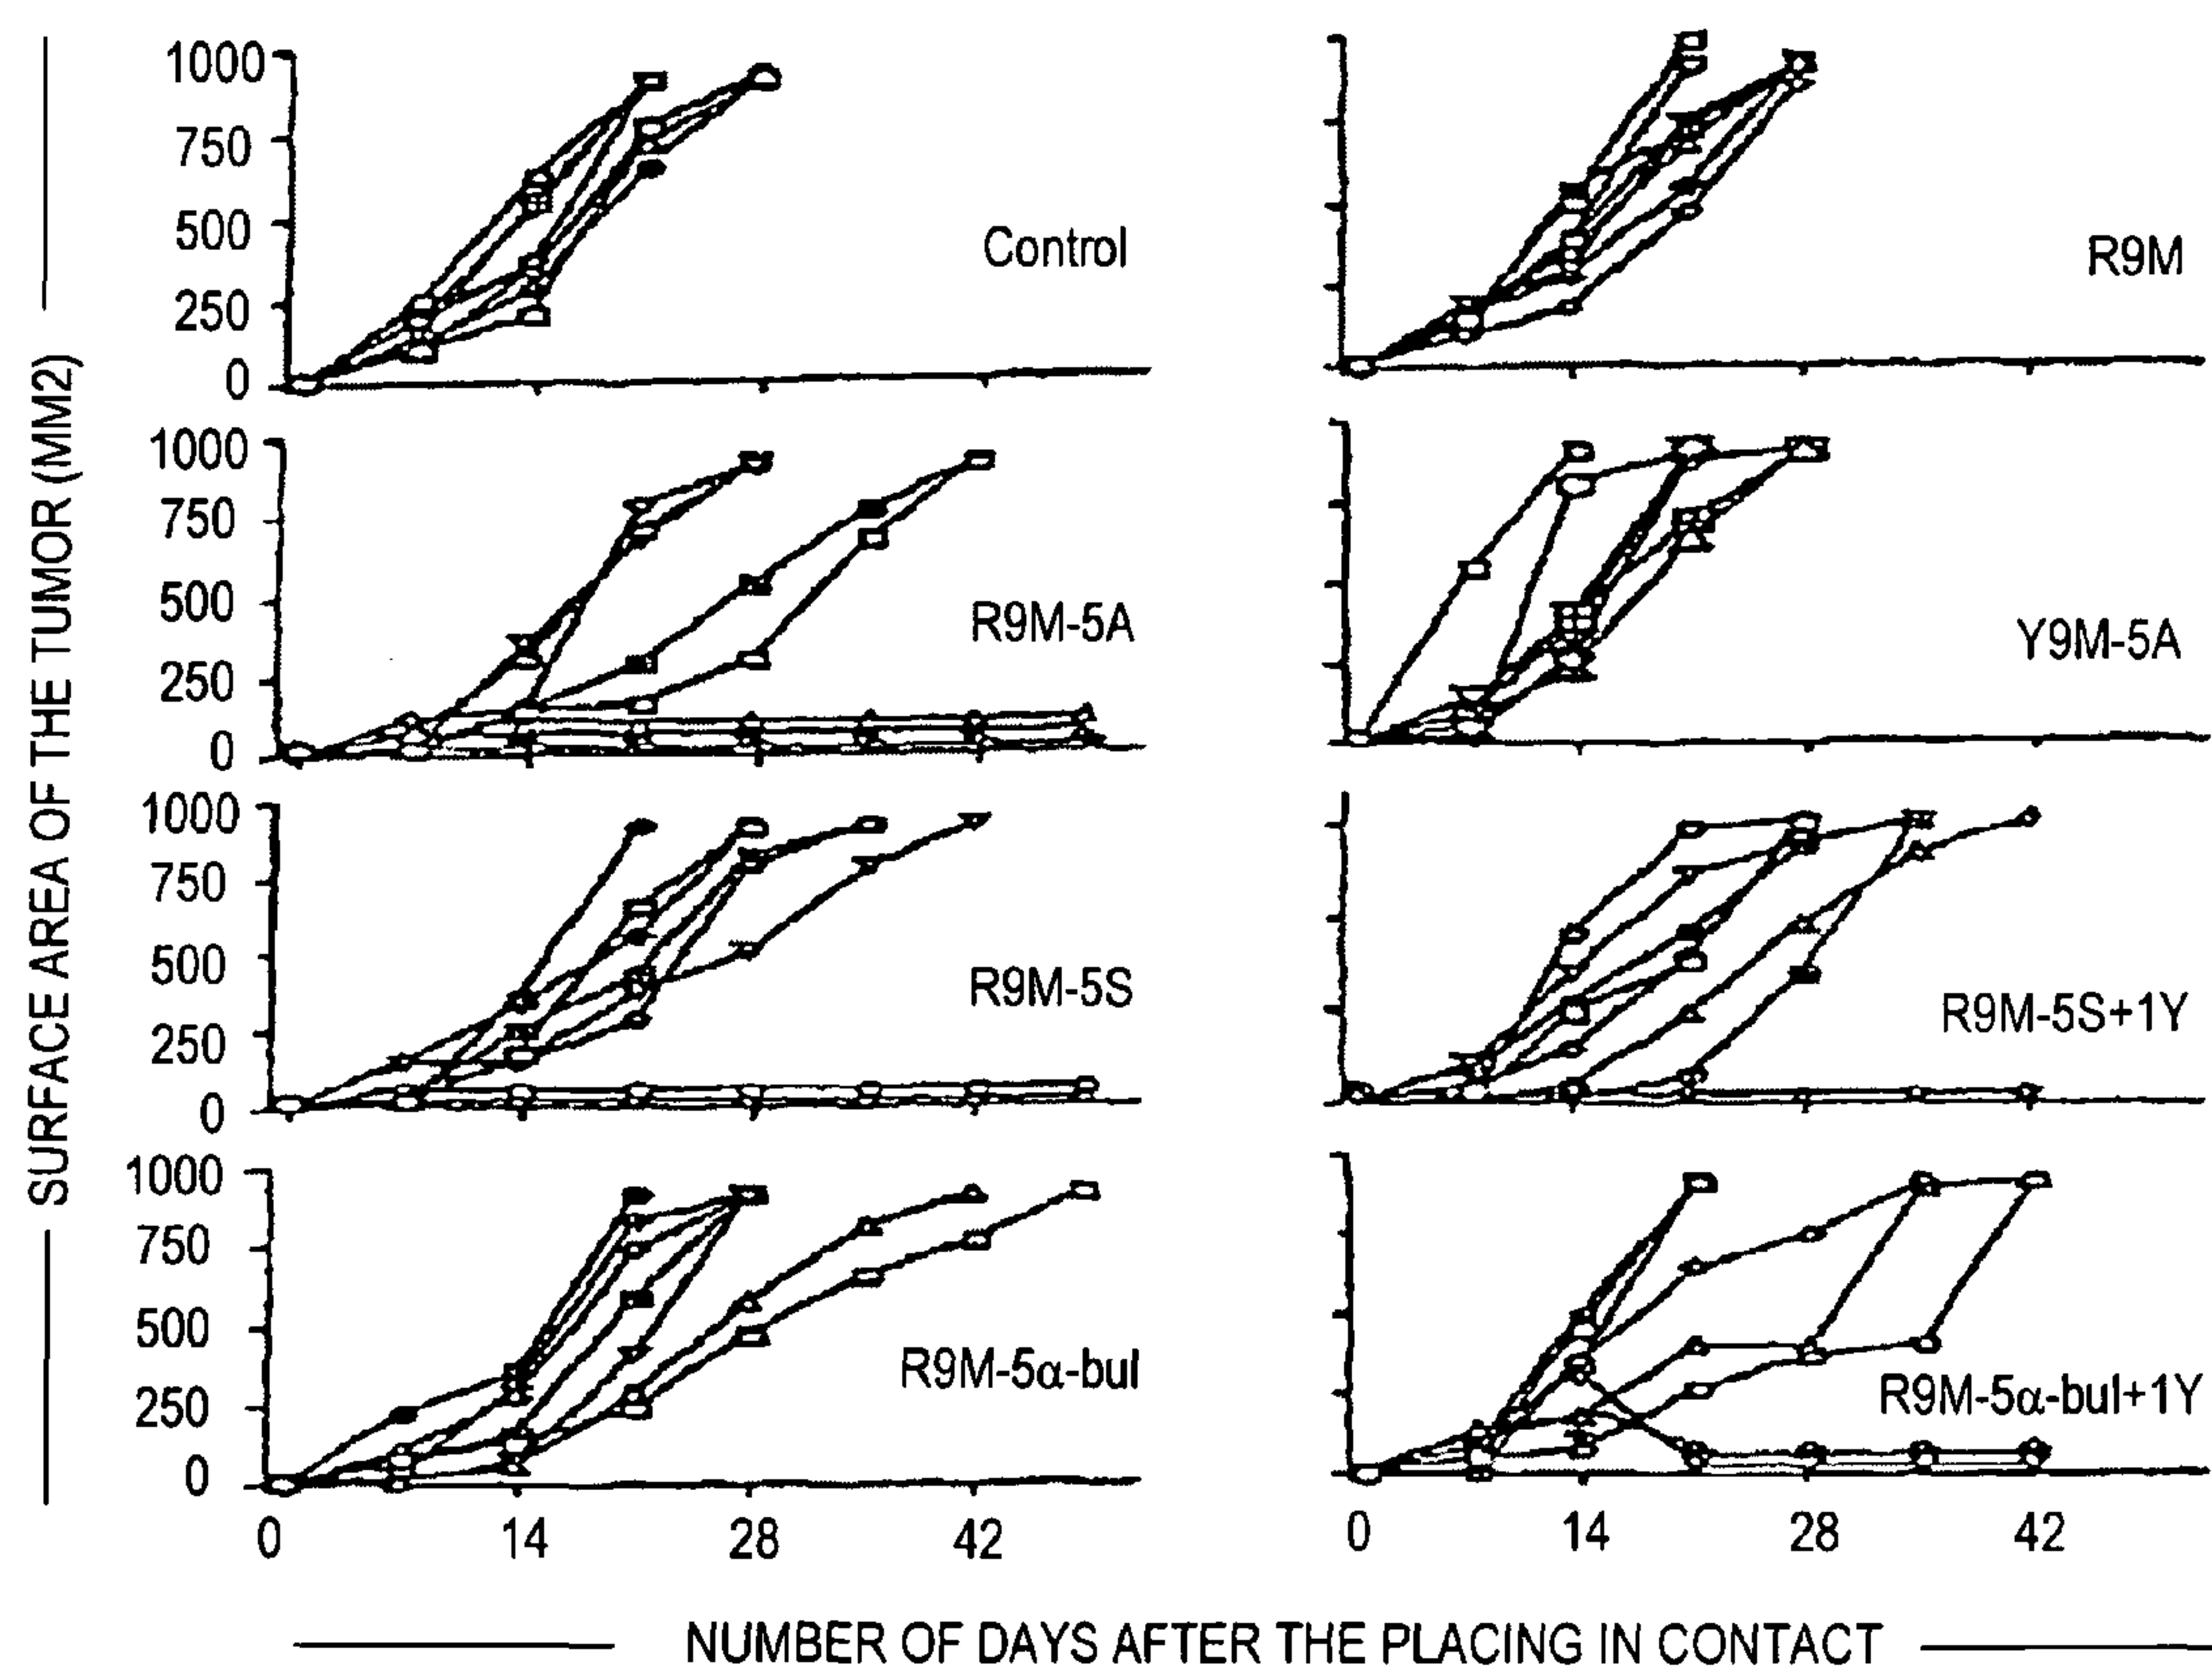 SURFACE AREA OF THE TUMOR (MM2)
1000
750
500
250
0
Control
R9M
1000
750
500
250
0
R9M-5A
Y9M-5A
1000
750
500
250
0
R9M-5S
R9M-5S+1Y
1000
750
500
250
0
R9M-5α-bul
R9M-5α-bul+1Y
0 14 28 42
0 14 28 42
NUMBER OF DAYS AFTER THE PLACING IN CONTACT